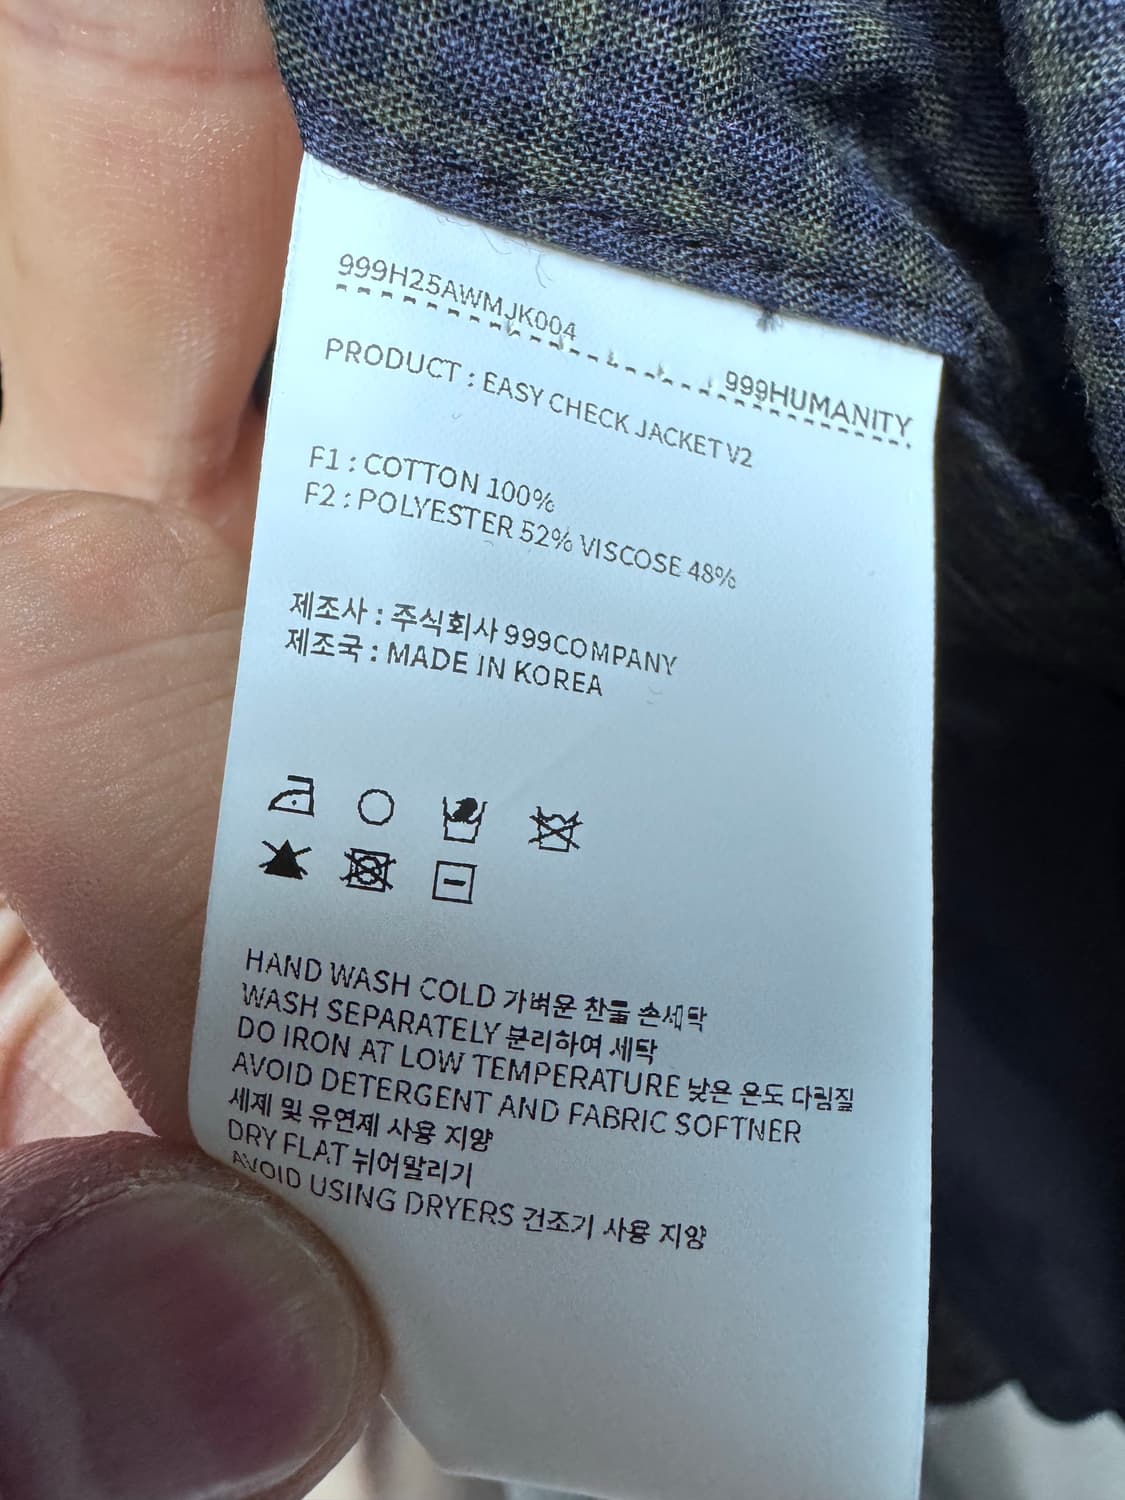 999H25AWMJK004
999HUMANITY
PRODUCT : EASY CHECK JACKET V2
F1 : COTTON 100%
F2 : POLYESTER 52% VISCOSE 48%
제조사 : 주식회사 999COMPANY
제조국 : MADE IN KOREA
HAND WASH COLD 가벼운 찬물 손세탁
WASH SEPARATELY 분리하여 세탁
DO IRON AT LOW TEMPERATURE 낮은 온도 다림질
AVOID DETERGENT AND FABRIC SOFTNER
세제 및 유연제 사용 지양
DRY FLAT 뉘어말리기
AVOID USING DRYERS 건조기 사용 지양